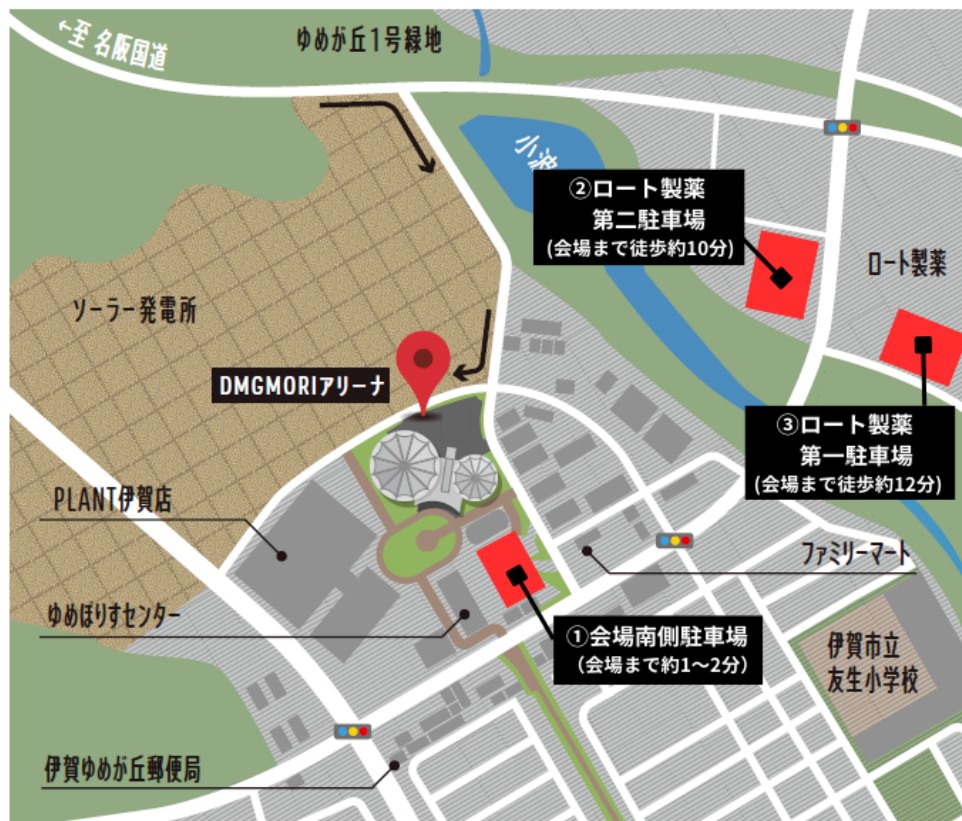 ←至 名阪国道
ゆめが丘1号緑地
小波
②ロート製薬
第二駐車場
(会場まで徒歩約10分)
ロート製薬
ソーラー発電所
DMGMORIアリーナ
③ロート製薬
第一駐車場
(会場まで徒歩約12分)
PLANT伊賀店
ファミリーマート
ゆめぽりすセンター
①会場南側駐車場
(会場まで約1〜2分)
伊賀市立
友生小学校
伊賀ゆめが丘郵便局